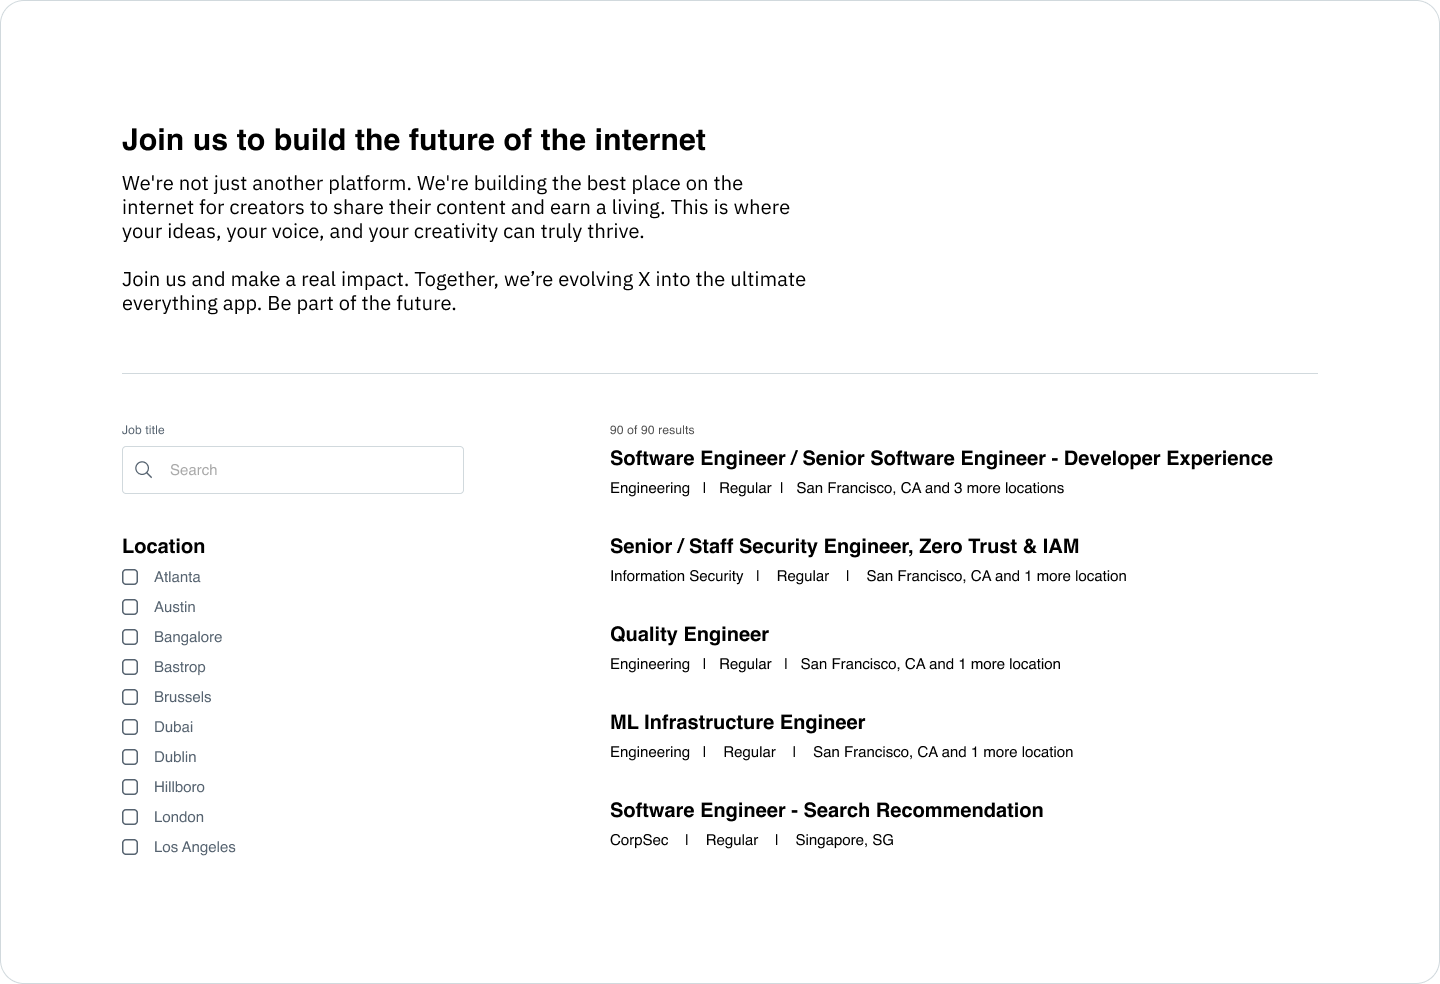 Join us to build the future of the internet
We're not just another platform. We're building the best place on the
internet for creators to share their content and earn a living. This is where
your ideas, your voice, and your creativity can truly thrive.
Join us and make a real impact. Together, we’re evolving X into the ultimate
everything app. Be part of the future.
Job title
Search
Location
Atlanta
Austin
Bangalore
Bastrop
Brussels
Dubai
Dublin
Hillboro
London
Los Angeles
90 of 90 results
Software Engineer / Senior Software Engineer - Developer Experience
Engineering | Regular | San Francisco, CA and 3 more locations
Senior / Staff Security Engineer, Zero Trust & IAM
Information Security | Regular | San Francisco, CA and 1 more location
Quality Engineer
Engineering | Regular | San Francisco, CA and 1 more location
ML Infrastructure Engineer
Engineering | Regular | San Francisco, CA and 1 more location
Software Engineer - Search Recommendation
CorpSec | Regular | Singapore, SG